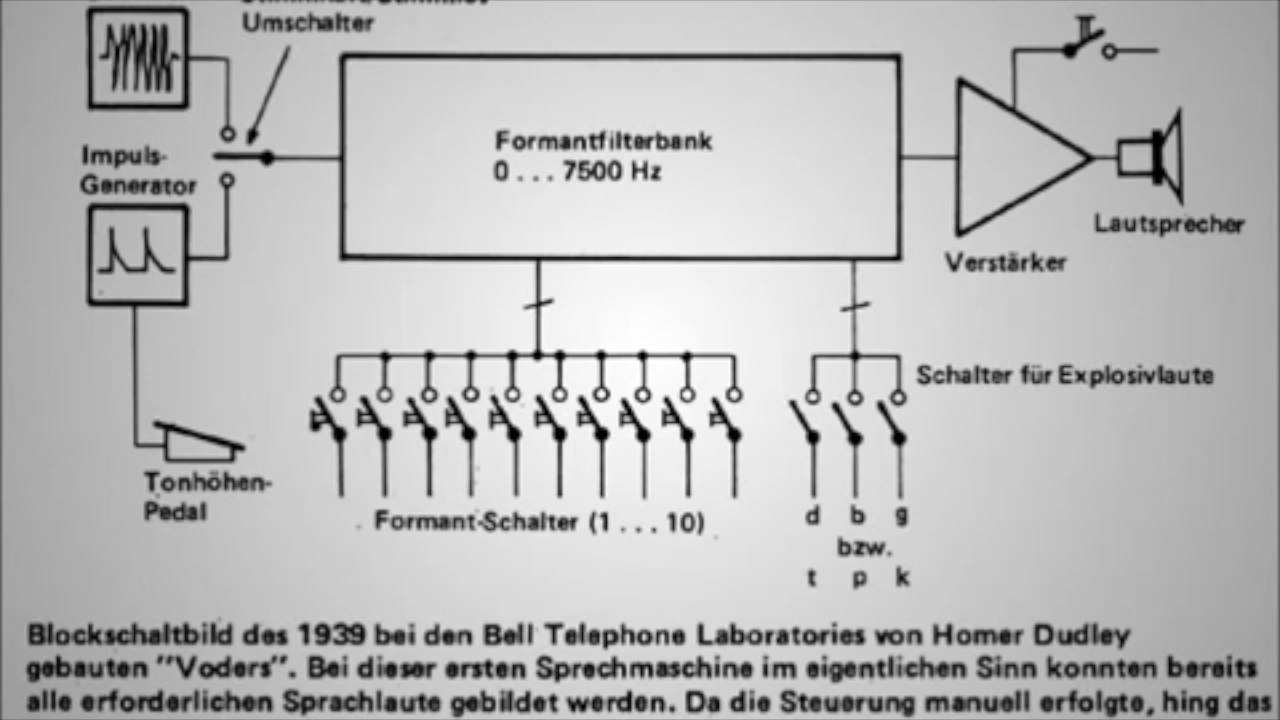 Umschalter
Impuls-
Generator
Formantfilterbank
0 . . . 7500 Hz
Lautsprecher
Verstärker
Schalter für Explosivlaute
Tonhöhen-
Pedal
Formant-Schalter (1 . . . 10)
d b g
bzw.
t p k
Blockschaltbild des 1939 bei den Bell Telephone Laboratories von Homer Dudley
gebauten "Voders". Bei dieser ersten Sprechmaschine im eigentlichen Sinn konnten bereits
alle erforderlichen Sprachlaute gebildet werden. Da die Steuerung manuell erfolgte, hing das